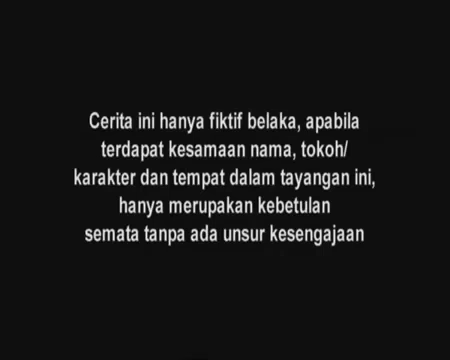 Cerita ini hanya fiktif belaka, apabila
terdapat kesamaan nama, tokoh/
karakter dan tempat dalam tayangan ini,
hanya merupakan kebetulan
semata tanpa ada unsur kesengajaan